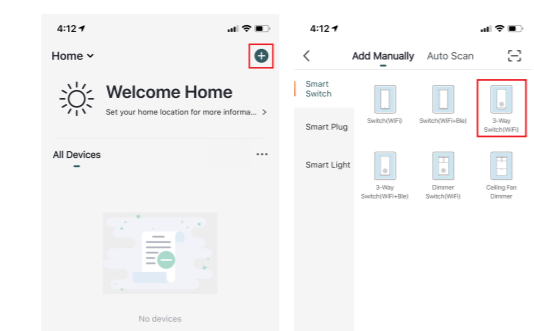 4:12
Home
Welcome Home
Set your home location for more informa... >
All Devices
No devices
4:12
Add Manually Auto Scan
Smart
Switch
Smart Plug
Smart Light
Switch(WiFi)
Switch(WiFi+Ble)
3-Way
Switch(WiFi)
3-Way
Switch(WiFi+Ble)
Dimmer
Switch(WiFi)
Ceiling Fan
Dimmer